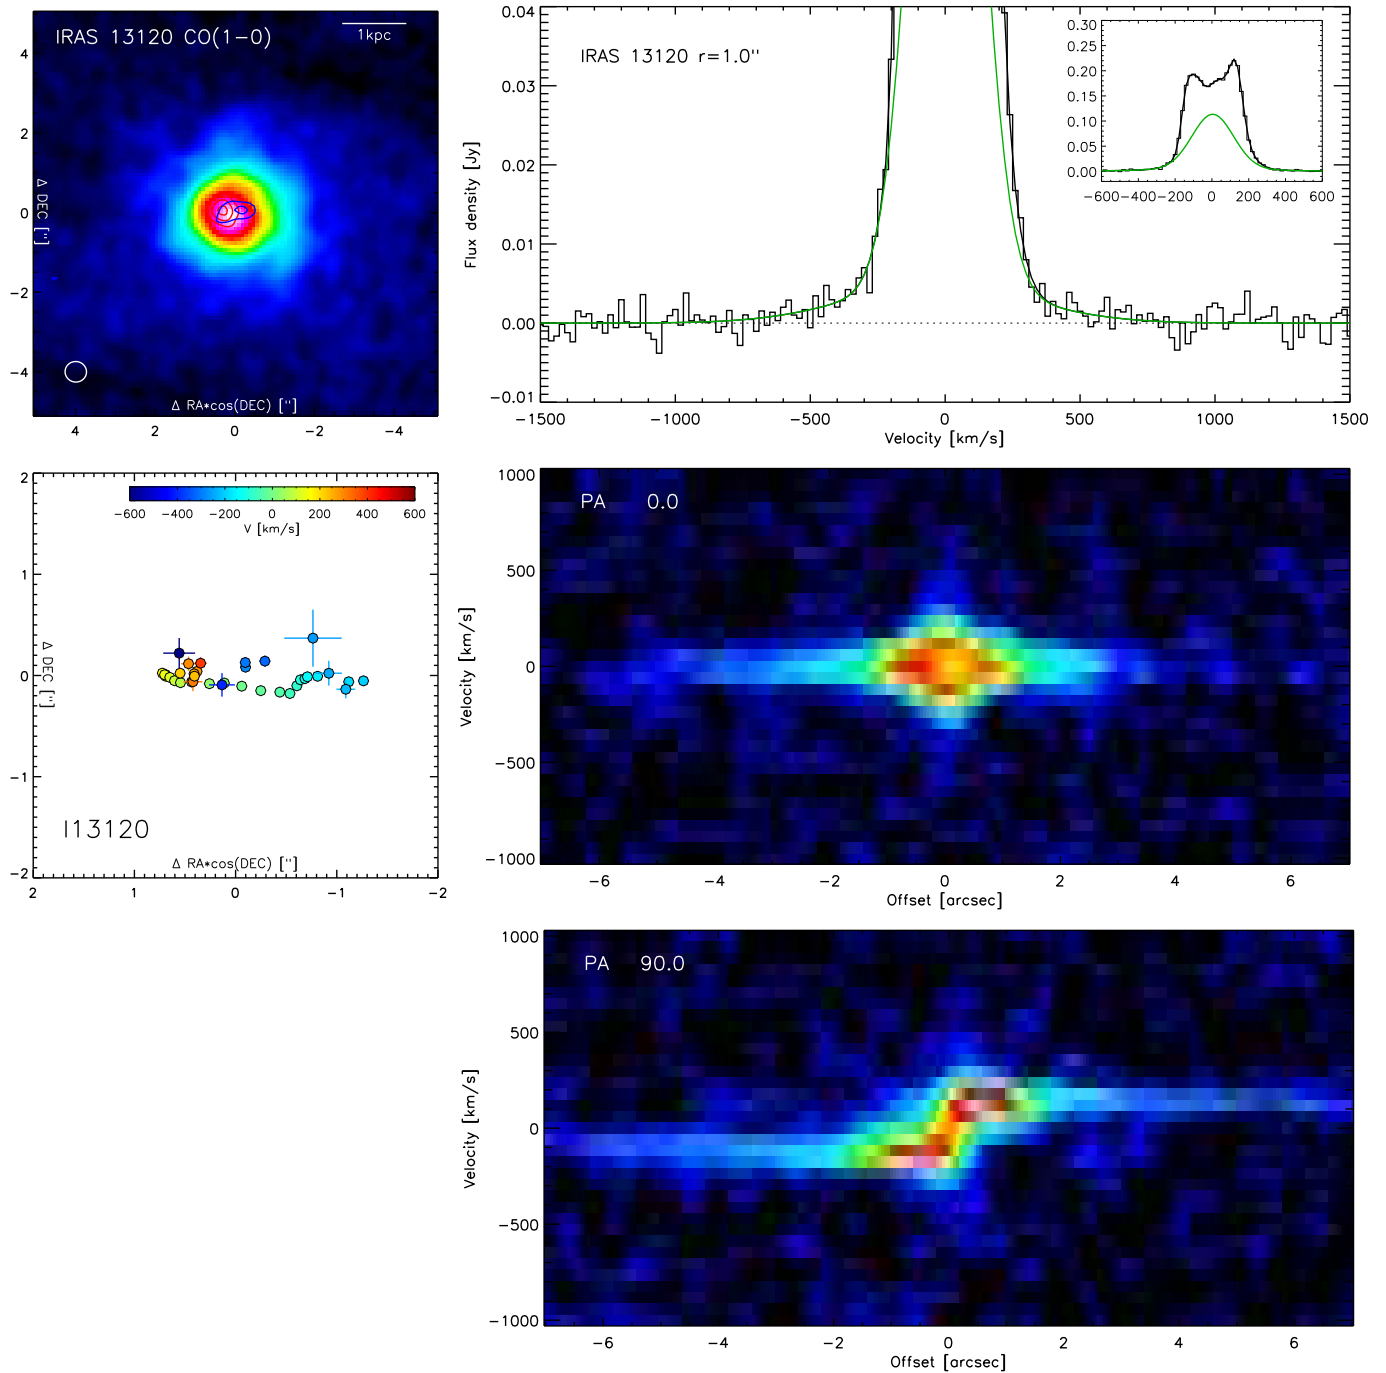 IRAS 13120 CO(1−0)
1kpc
4
2
0
−2
−4
Δ DEC ["]
Δ RA*cos(DEC) ["]
4 2 0 −2 −4
IRAS 13120 r=1.0"
0.04
0.03
0.02
0.01
0.00
−0.01
Flux density [Jy]
−1500 −1000 −500 0 500 1000 1500
Velocity [km/s]
0.30
0.25
0.20
0.15
0.10
0.05
0.00
−600−400−200 0 200 400 600
2
1
0
−1
−2
Δ DEC ["]
−600 −400 −200 0 200 400 600
V [km/s]
I13120
Δ RA*cos(DEC) ["]
2 1 0 −1 −2
PA 0.0
1000
500
0
−500
−1000
Velocity [km/s]
−6 −4 −2 0 2 4 6
Offset [arcsec]
PA 90.0
1000
500
0
−500
−1000
Velocity [km/s]
−6 −4 −2 0 2 4 6
Offset [arcsec]